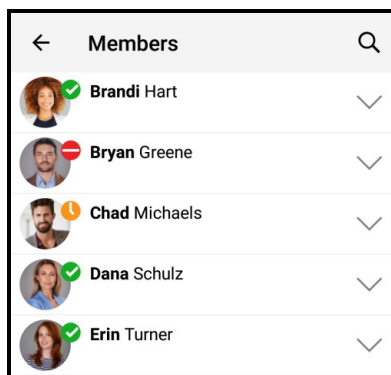 Members
Brandi Hart
Bryan Greene
Chad Michaels
Dana Schulz
Erin Turner